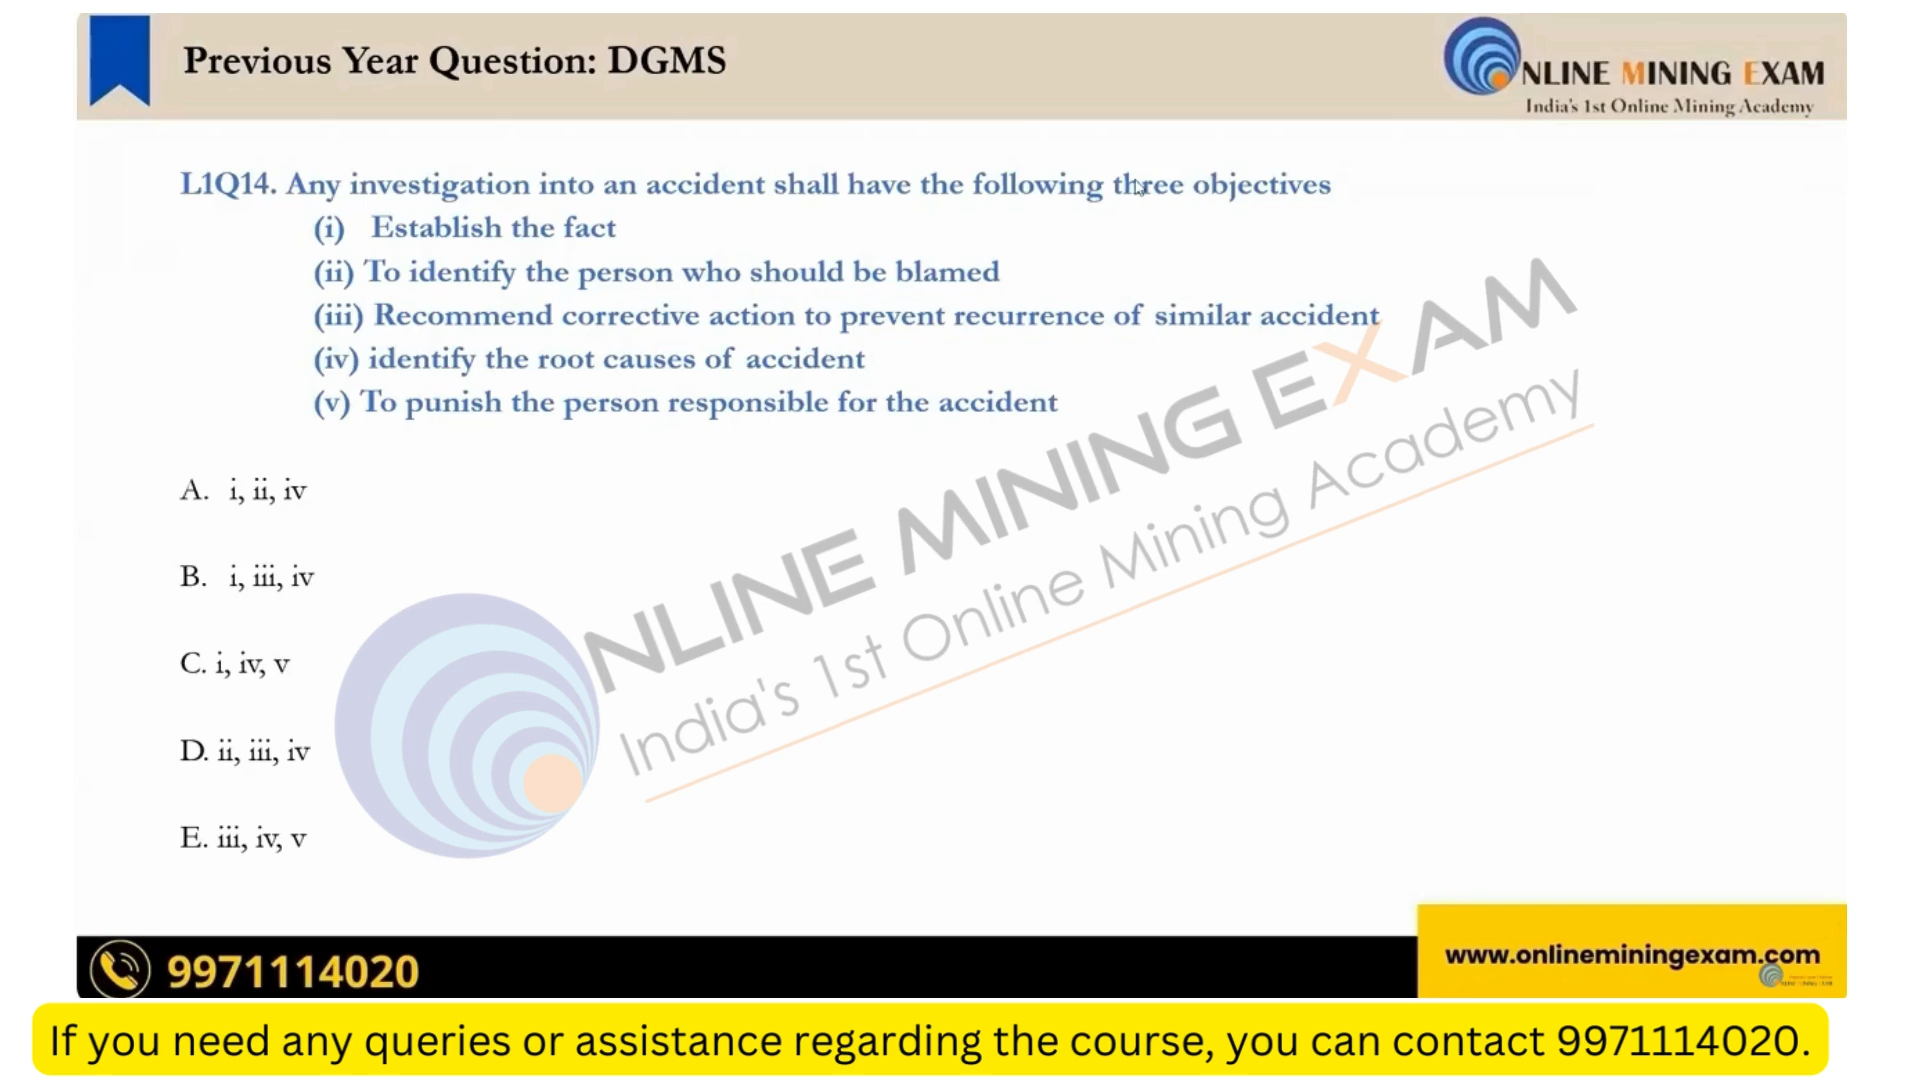 Previous Year Question: DGMS
NLINE MINING EXAM
India's 1st Online Mining Academy
L1Q14. Any investigation into an accident shall have the following three objectives
(i) Establish the fact
(ii) To identify the person who should be blamed
(iii) Recommend corrective action to prevent recurrence of similar accident
(iv) identify the root causes of accident
(v) To punish the person responsible for the accident
A. i, ii, iv
B. i, iii, iv
C. i, iv, v
D. ii, iii, iv
E. iii, iv, v
NLINE MINING EXAM
India's 1st Online Mining Academy
9971114020
www.onlineminingexam.com
If you need any queries or assistance regarding the course, you can contact 9971114020.